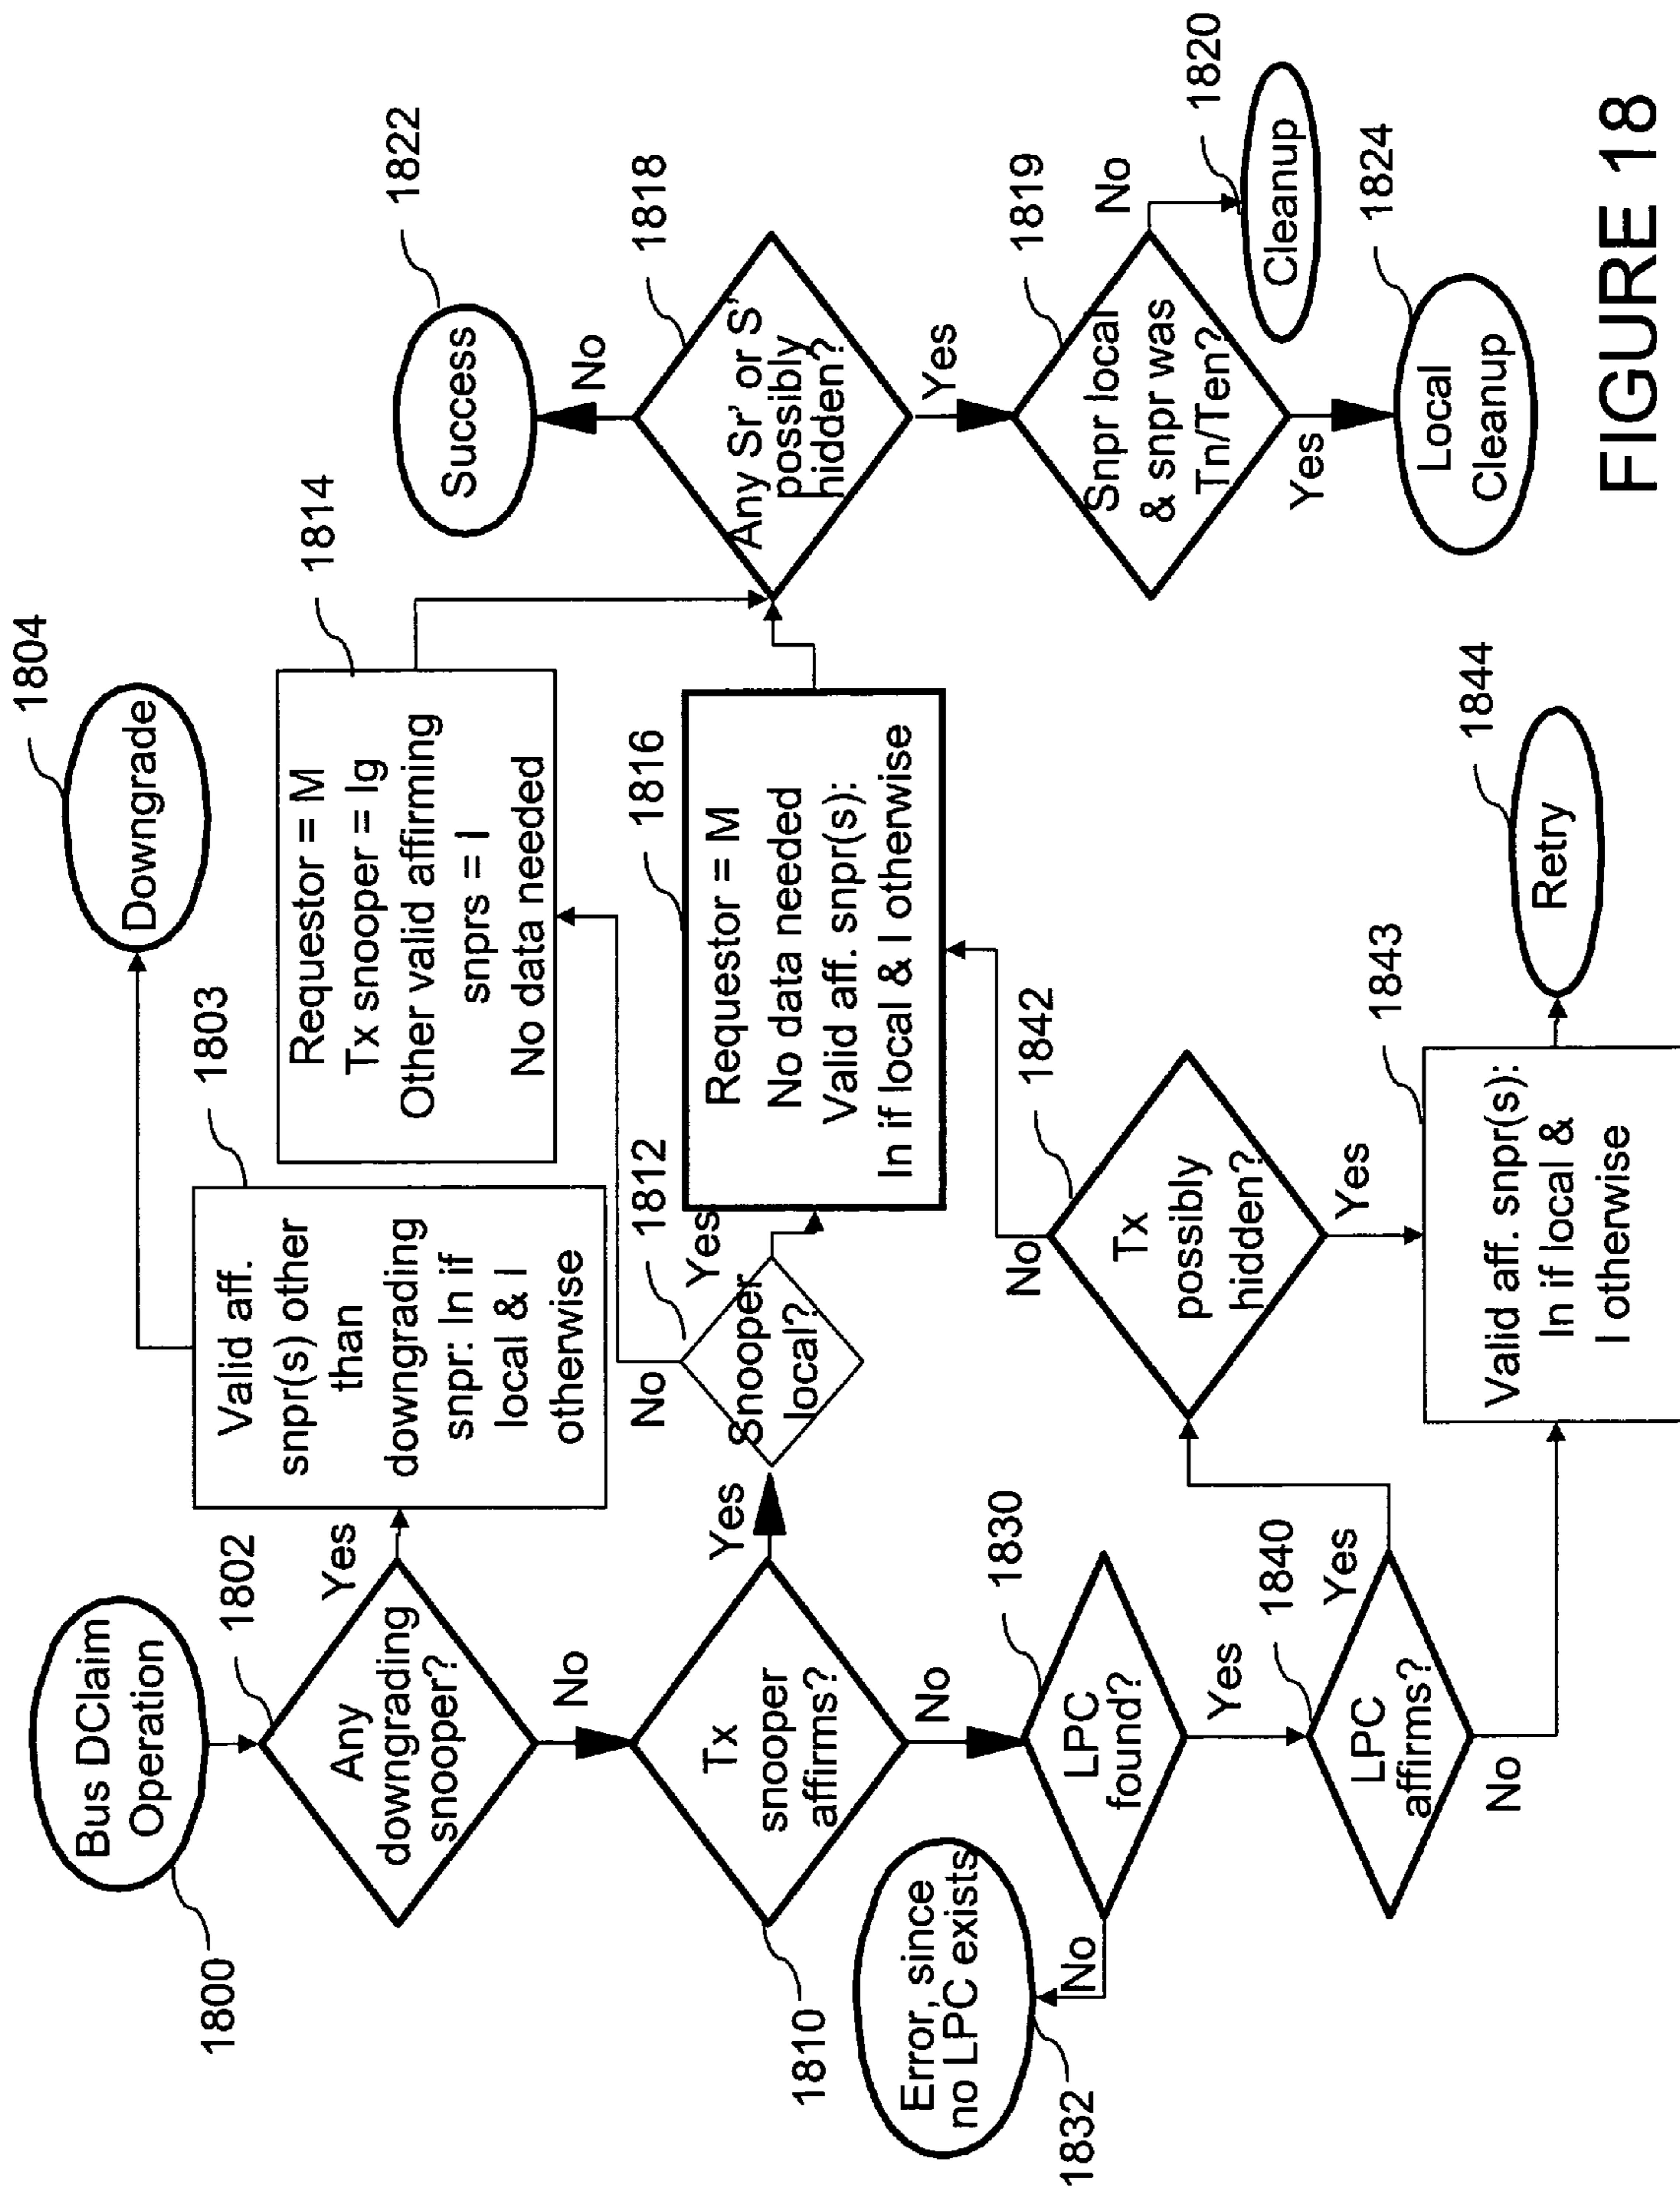 Bus DClaim
Operation
1800
Any
downgrading
snooper?
1802
Yes
No
Valid aff.
snpr(s) other
than
downgrading
snpr: In if
local & I
otherwise
1803
Downgrade
1804
Tx
snooper
affirms?
1810
Yes
No
Snooper
local?
1812
No
Yes
Requestor = M
Tx snooper = Ig
Other valid affirming
snprs = I
No data needed
1814
Requestor = M
No data needed
Valid aff. snpr(s):
In if local & I otherwise
1816
Any Sr' or S'
possibly
hidden?
1818
No
Yes
Success
1822
Snpr local
& snpr was
Tn/Ten?
1819
No
Yes
Cleanup
1820
Local
Cleanup
1824
LPC
found?
1830
No
Yes
Error, since
no LPC exists
1832
LPC
affirms?
1840
Yes
No
Tx
possibly
hidden?
1842
No
Yes
Valid aff. snpr(s):
In if local &
I otherwise
1843
Retry
1844
FIGURE 18